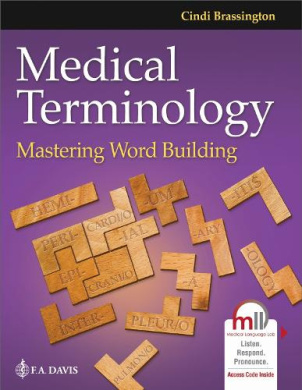 Cindi Brassington
Medical
Terminology
Mastering Word Building
HEMI-
-UM
-ITIS
CARDI/O
PERI-
-IAL
-ARY
EPI-
CRANI/O
-OLOGY
-A
INTER-
PLEUR/O
PULMON/O
mll
Medical Language Lab
Listen.
Respond.
Pronounce.
Access Code Inside
F.A. DAVIS